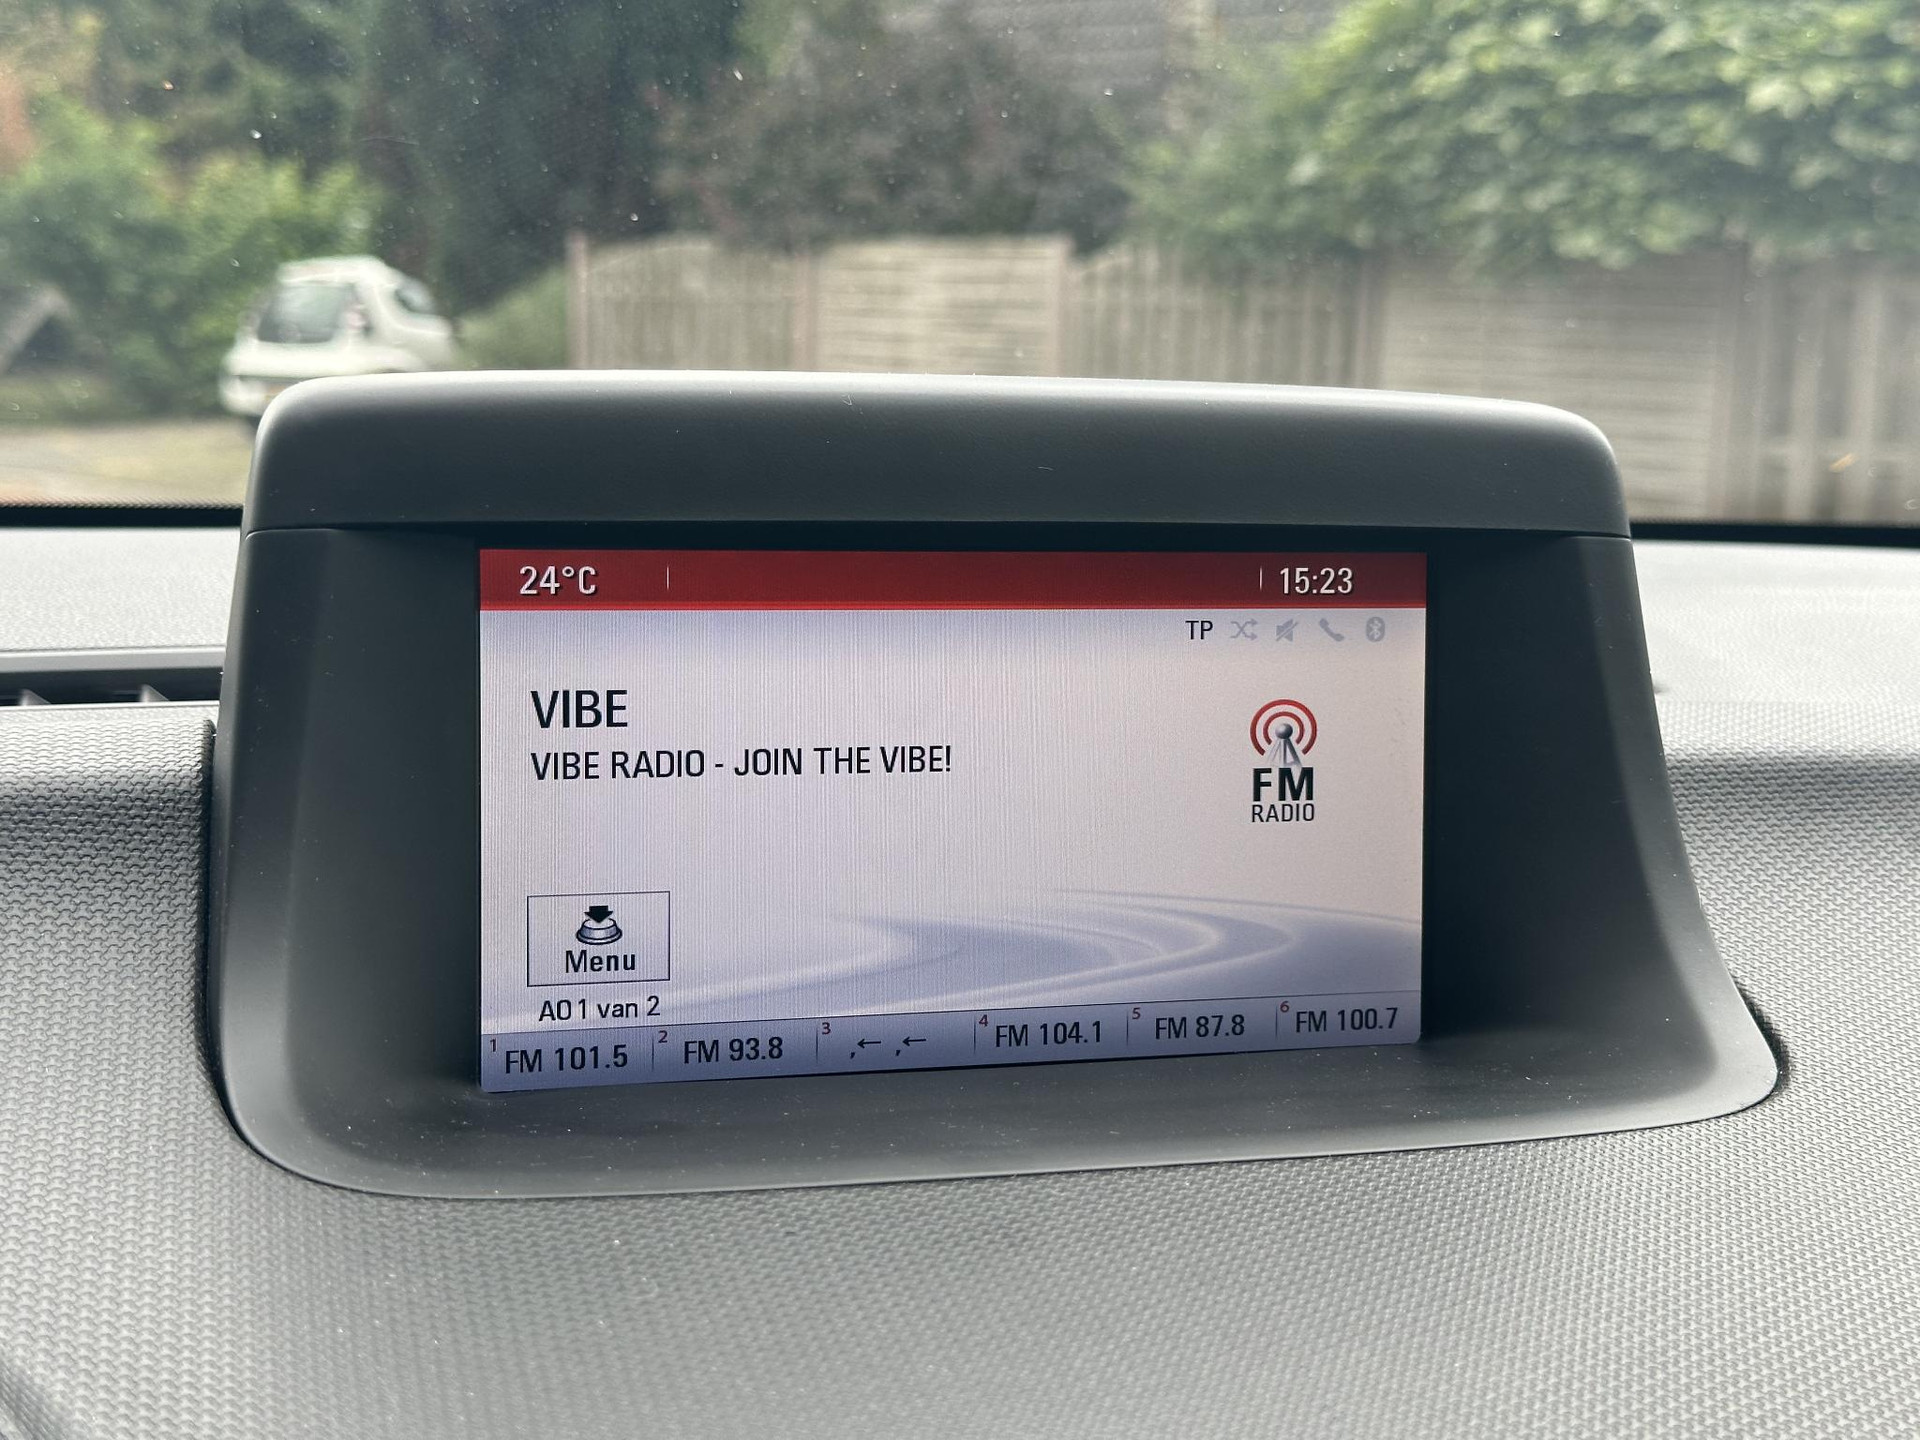 24°C 15:23
TP
VIBE
VIBE RADIO - JOIN THE VIBE!
FM
RADIO
Menu
AO 1 van 2
1 FM 101.5 2 FM 93.8 3 ,← ,← 4 FM 104.1 5 FM 87.8 6 FM 100.7